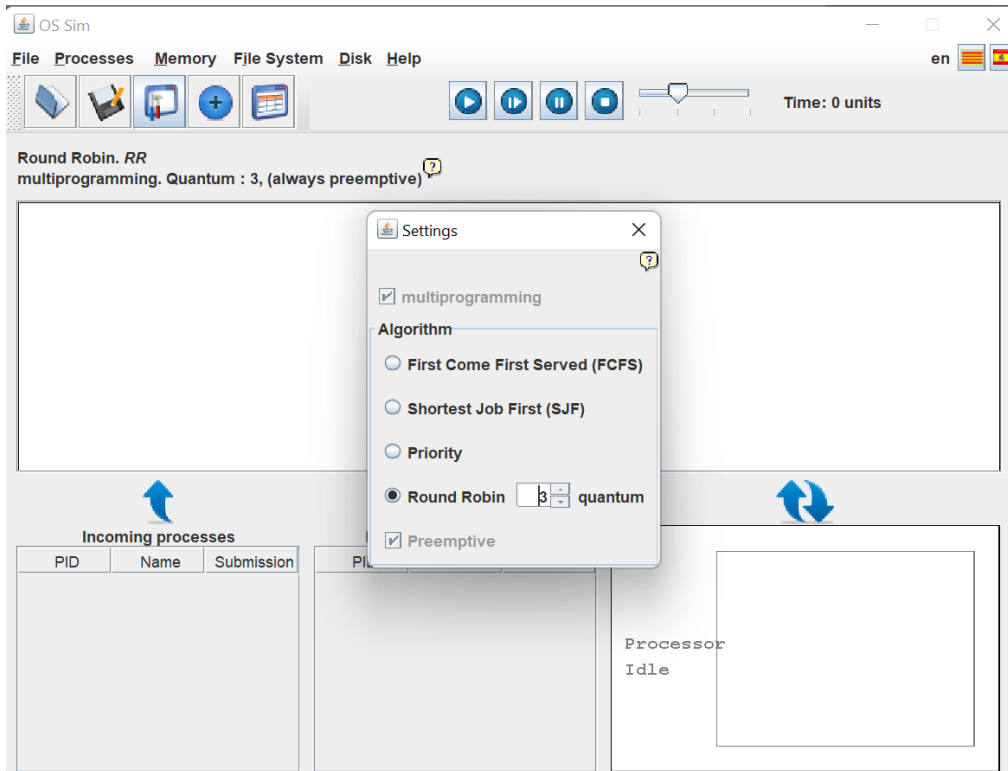 OS Sim
File Processes Memory File System Disk Help en
Time: 0 units
Round Robin. RR
multiprogramming. Quantum : 3, (always preemptive)
Settings
multiprogramming
Algorithm
First Come First Served (FCFS)
Shortest Job First (SJF)
Priority
Round Robin 3 quantum
Preemptive
Incoming processes
PID Name Submission
Processor
Idle